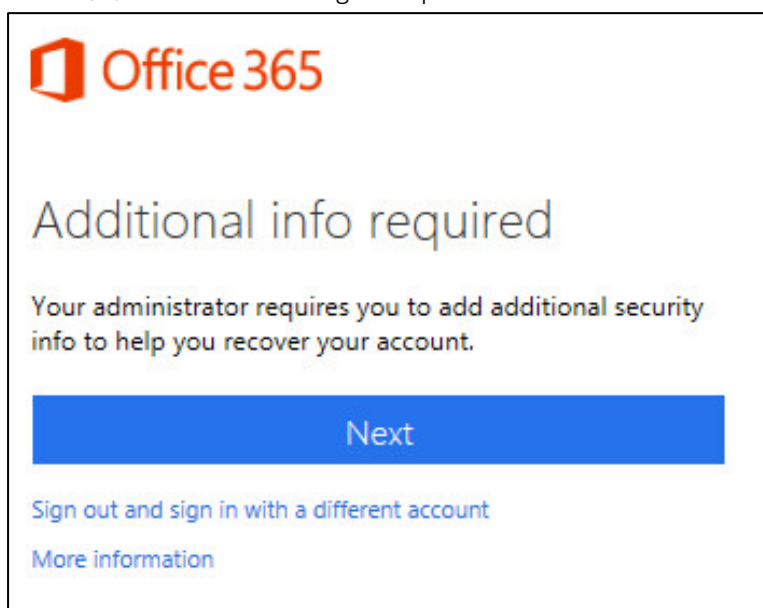 Office 365
Additional info required
Your administrator requires you to add additional security
info to help you recover your account.
Next
Sign out and sign in with a different account
More information